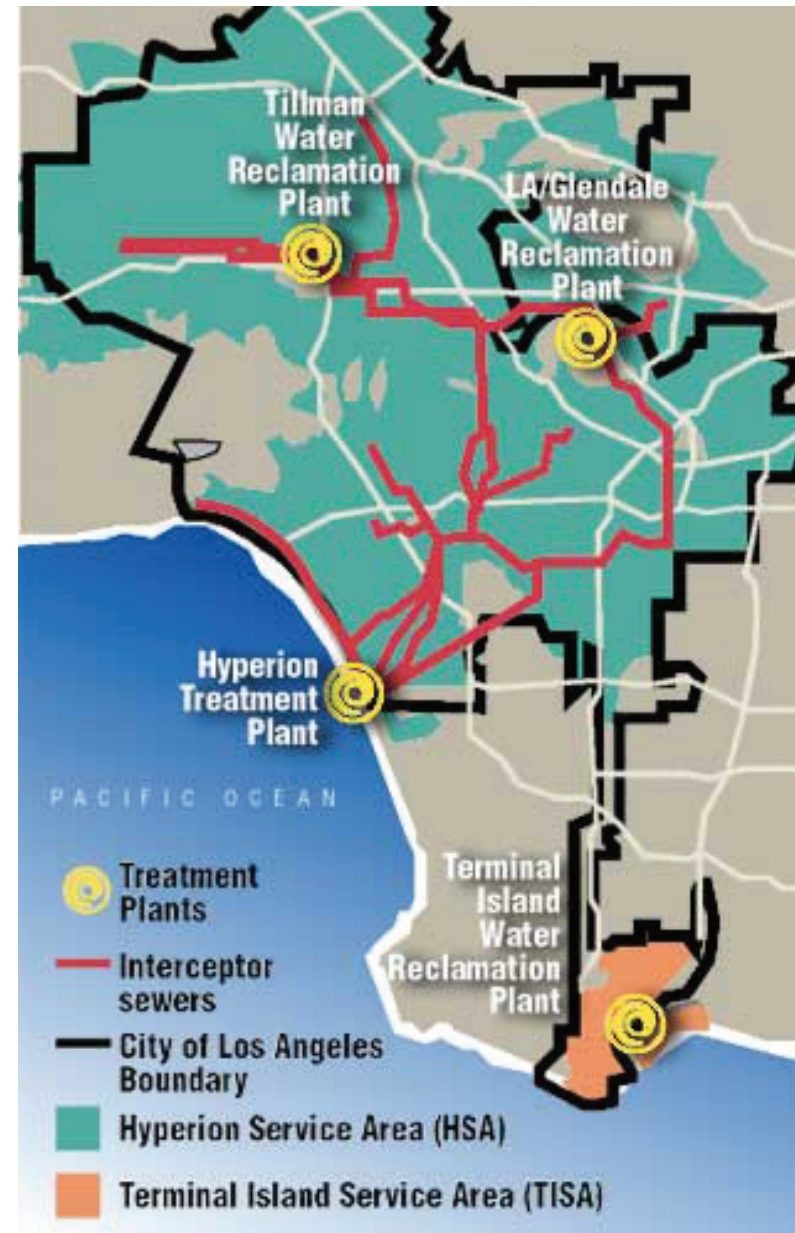 Tillman
Water
Reclamation
Plant
LA/Glendale
Water
Reclamation
Plant
Hyperion
Treatment
Plant
PACIFIC OCEAN
Terminal
Island
Water
Reclamation
Plant
Treatment
Plants
Interceptor
sewers
City of Los Angeles
Boundary
Hyperion Service Area (HSA)
Terminal Island Service Area (TISA)